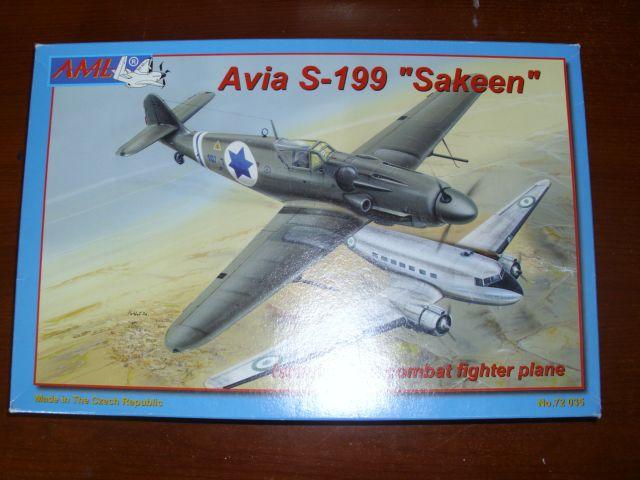 AML®
Avia S-199 "Sakeen"
combat fighter plane
Made in The Czech Republic
No.72 035